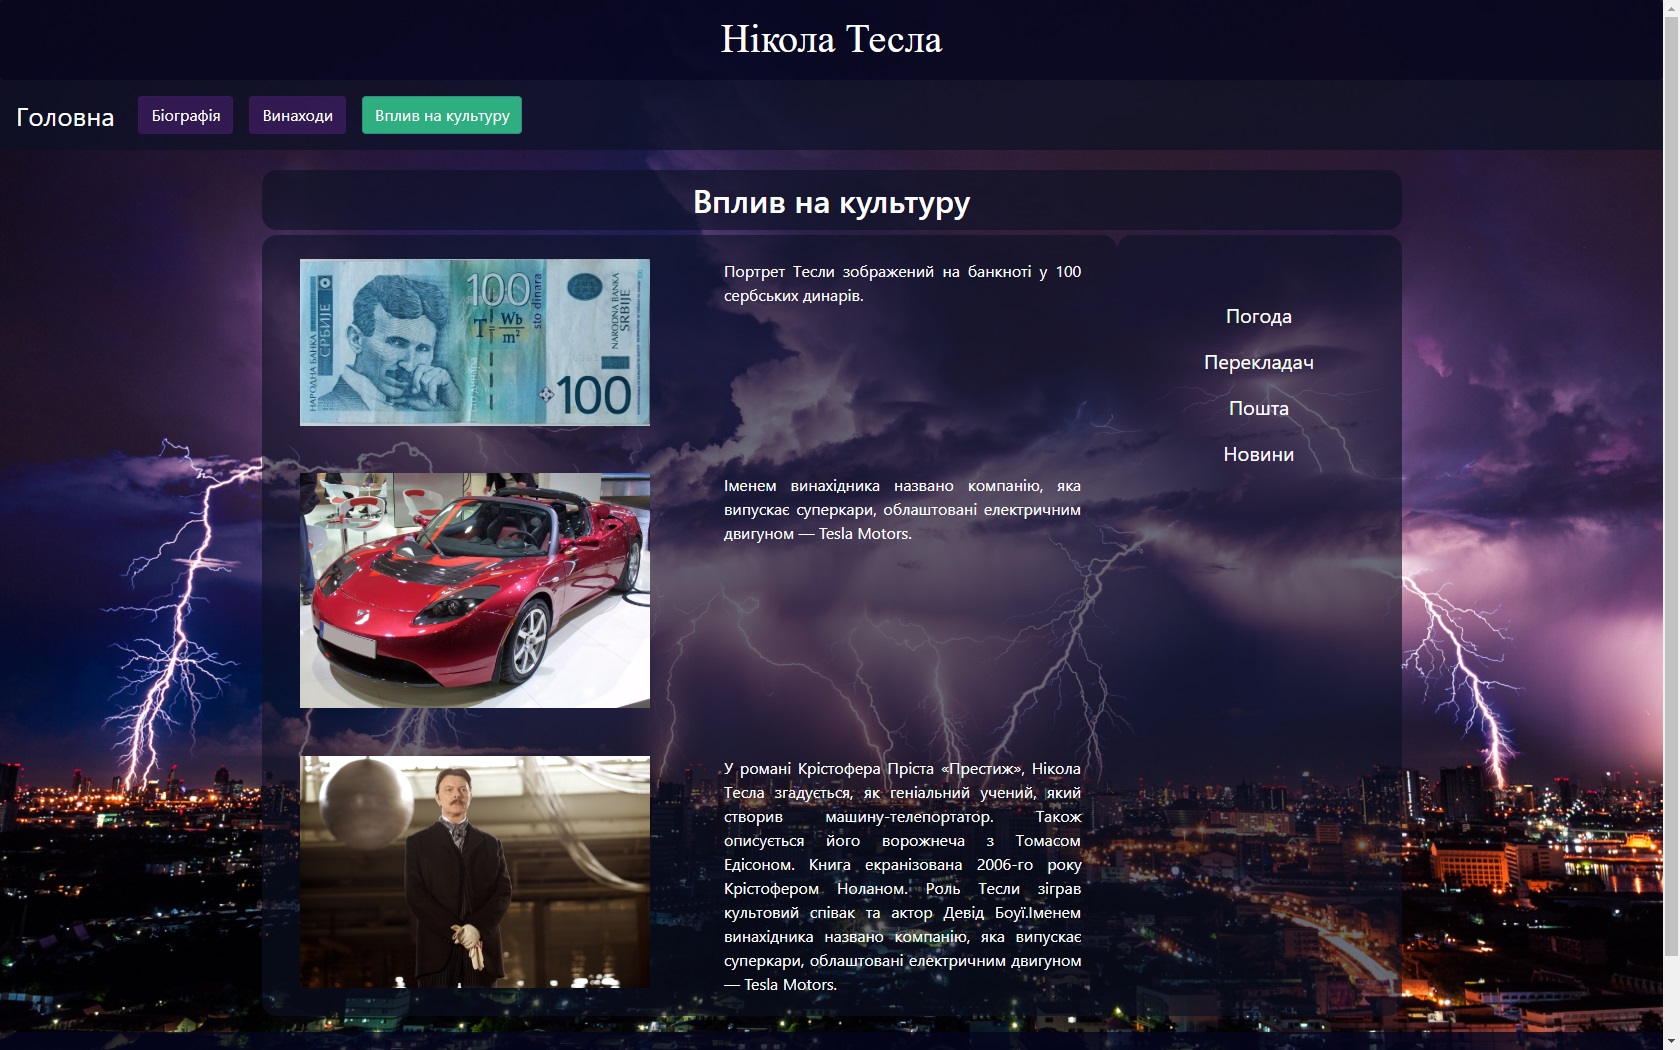 Нікола Тесла
Головна
Біографія
Винаходи
Вплив на культуру
Вплив на культуру
НАРОДНА БАНКА
СРБИЈЕ
100
sto dinara
T= Wb
m²
NARODNA BANKA
SRBIJE
100
Портрет Тесли зображений на банкноті у 100
сербських динарів.
Погода
Перекладач
Пошта
Новини
Іменем винахідника названо компанію, яка
випускає суперкари, облаштовані електричним
двигуном — Tesla Motors.
У романі Крістофера Пріста «Престиж», Нікола
Тесла згадується, як геніальний учений, який
створив машину-телепортатор. Також
описується його ворожнеча з Томасом
Едісоном. Книга екранізована 2006-го року
Крістофером Ноланом. Роль Тесли зіграв
культовий співак та актор Девід Боуї.Іменем
винахідника названо компанію, яка випускає
суперкари, облаштовані електричним двигуном
— Tesla Motors.